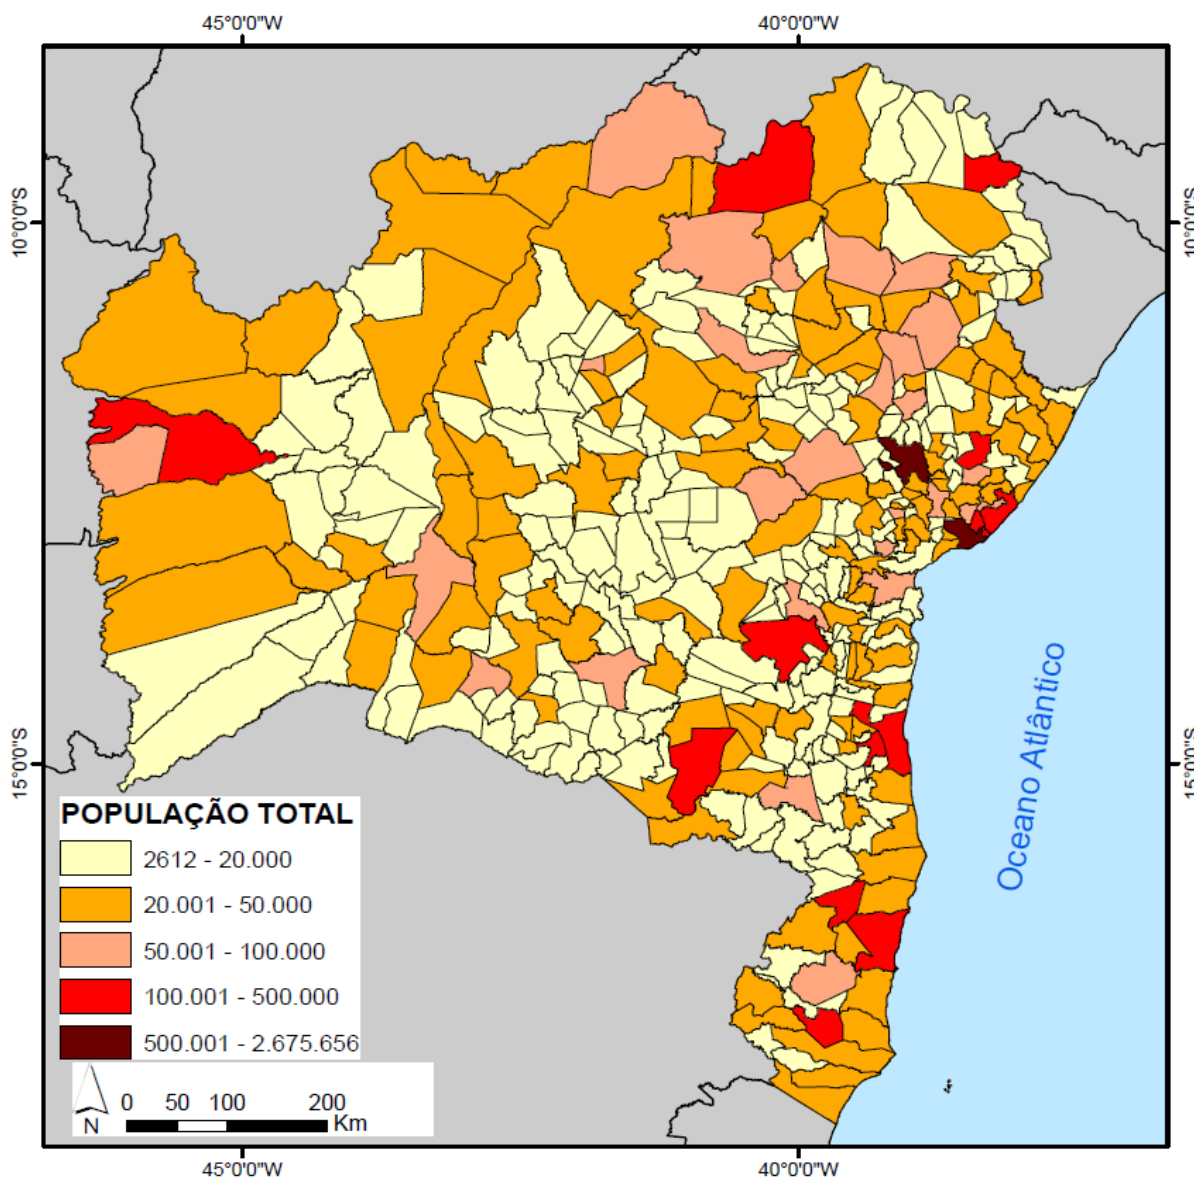 45°0'0"W 40°0'0"W
10°0'0"S 10°0'0"S
15°0'0"S 15°0'0"S
Oceano Atlântico
POPULAÇÃO TOTAL
2612 - 20.000
20.001 - 50.000
50.001 - 100.000
100.001 - 500.000
500.001 - 2.675.656
0 50 100 200
N Km
45°0'0"W 40°0'0"W